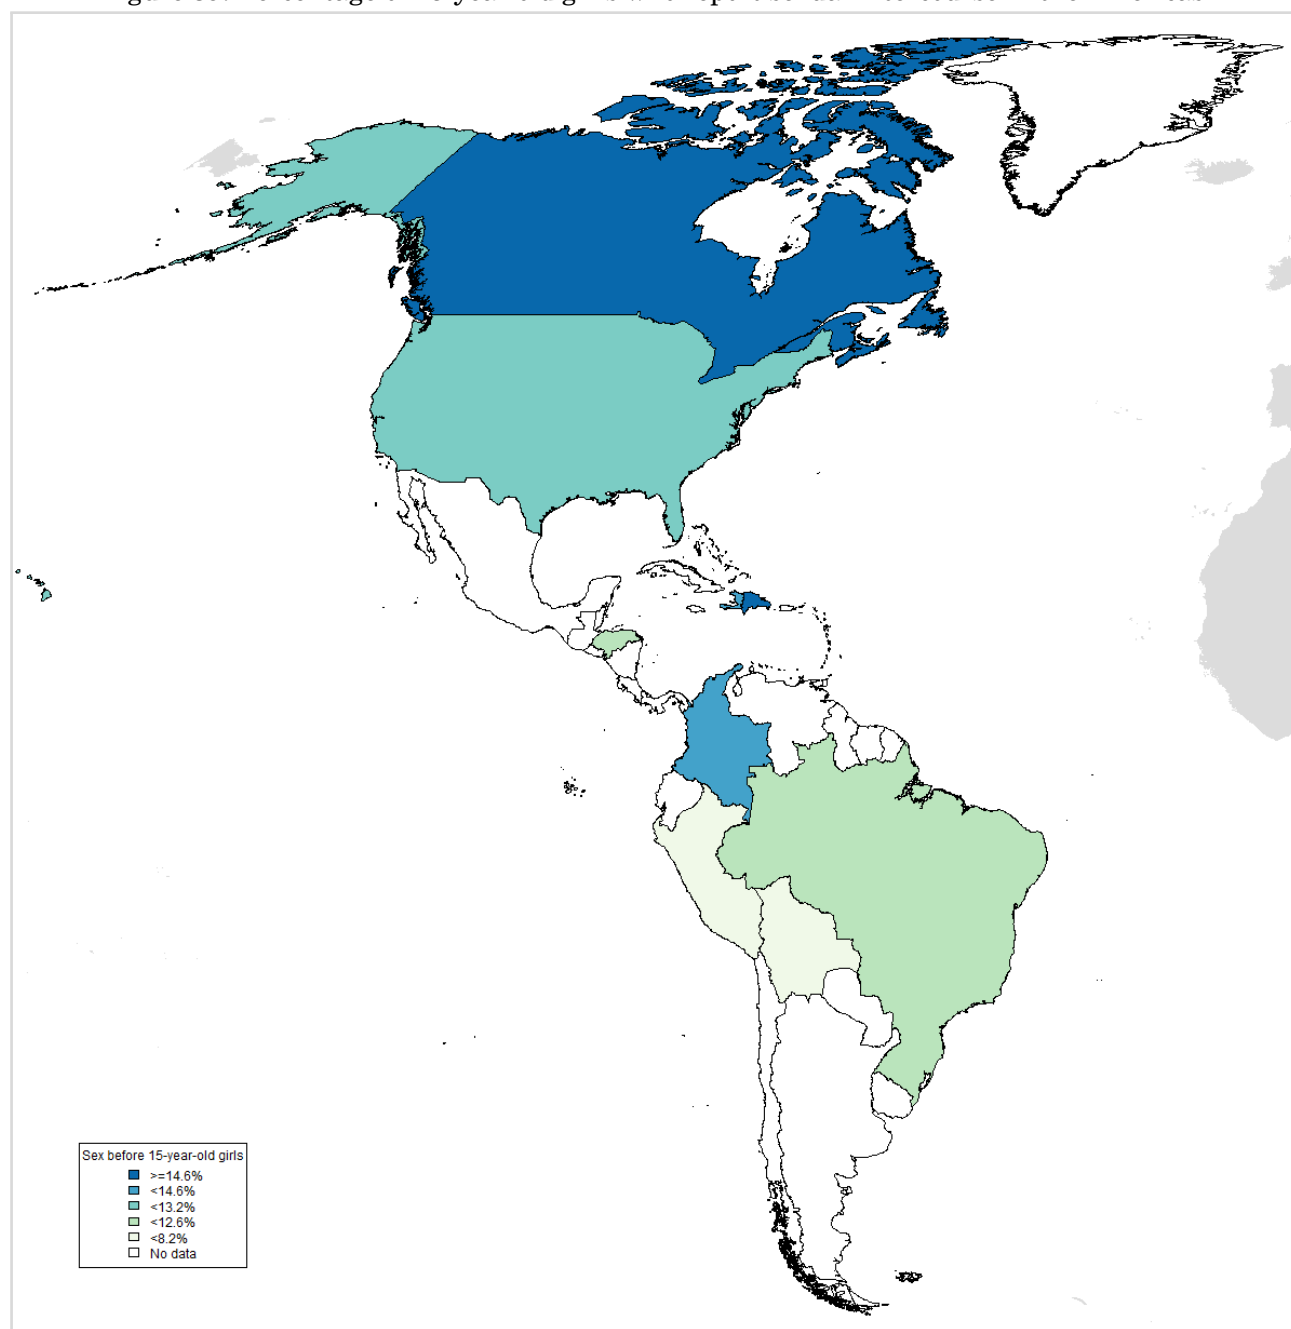 Sex before 15-year-old girls
>=14.6%
<14.6%
<13.2%
<12.6%
<8.2%
No data